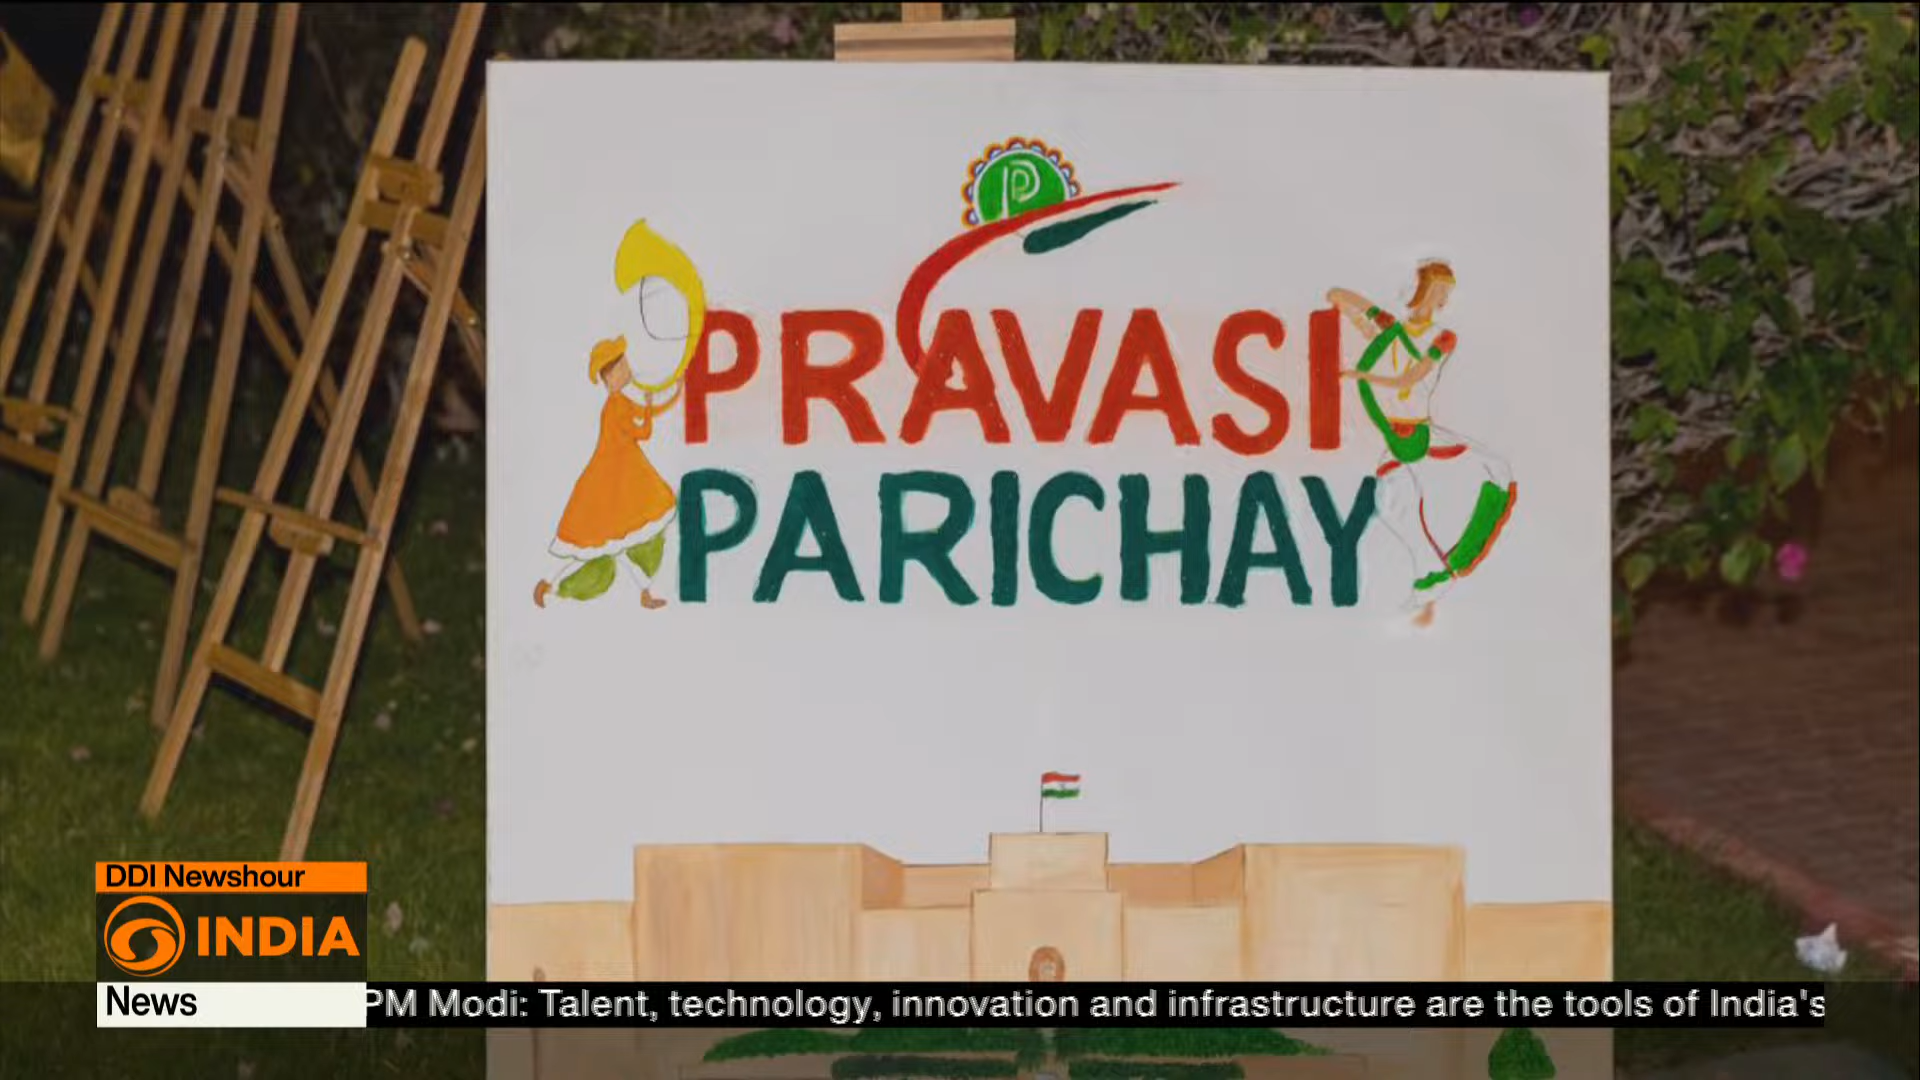 P
PRAVASI
PARICHAY
DDI Newshour
INDIA
News
PM Modi: Talent, technology, innovation and infrastructure are the tools of India's